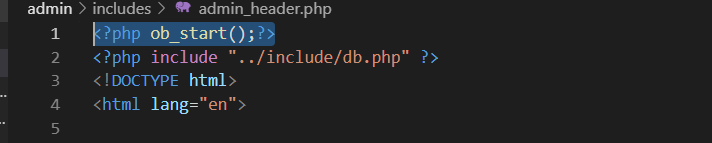 admin > includes > admin_header.php
1 <?php ob_start();?>
2 <?php include "../include/db.php" ?>
3 <!DOCTYPE html>
4 <html lang="en">
5